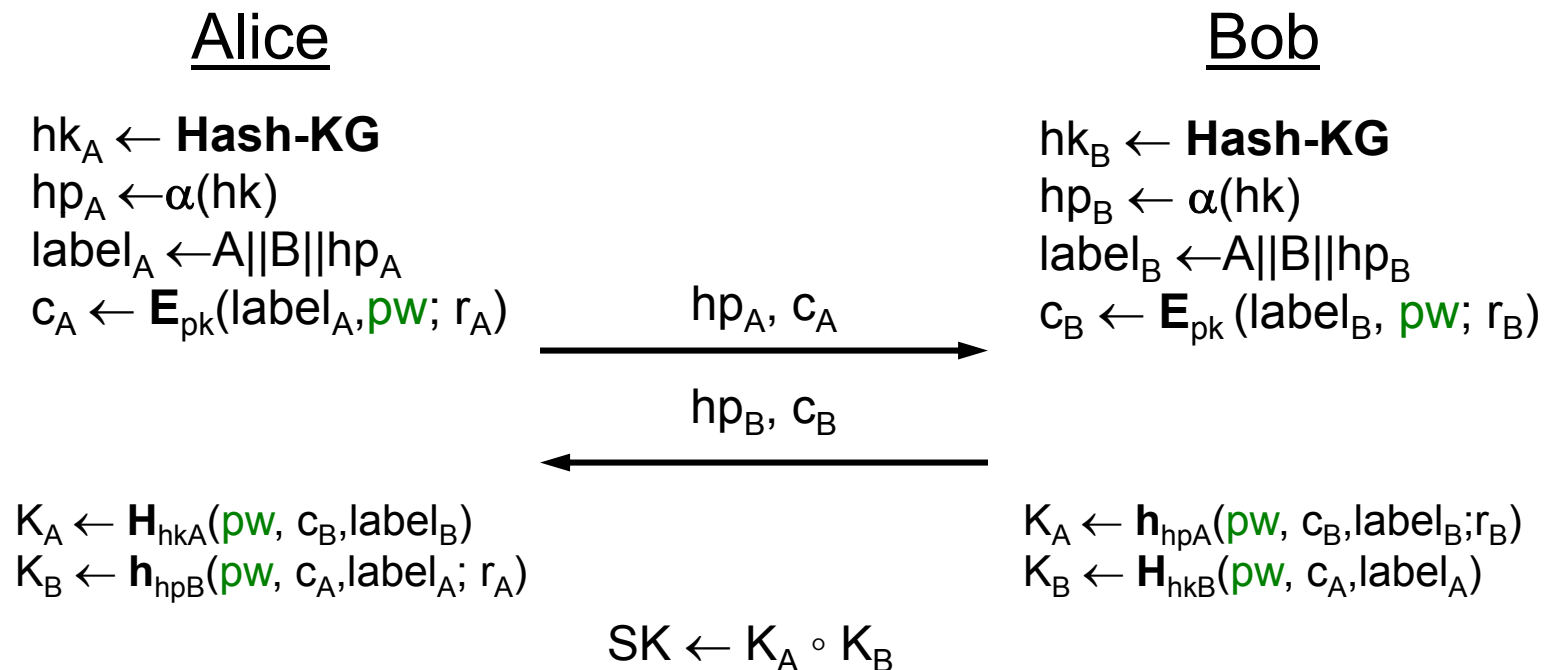 Alice
hk_A ← Hash-KG
hp_A ←α(hk)
label_A ←A||B||hp_A
c_A ← E_pk(label_A,pw; r_A)
Bob
hk_B ← Hash-KG
hp_B ← α(hk)
label_B ←A||B||hp_B
c_B ← E_pk (label_B, pw; r_B)
hp_A, c_A
hp_B, c_B
K_A ← H_hkA(pw, c_B,label_B)
K_B ← h_hpB(pw, c_A,label_A; r_A)
K_A ← h_hpA(pw, c_B,label_B;r_B)
K_B ← H_hkB(pw, c_A,label_A)
SK ← K_A ∘ K_B